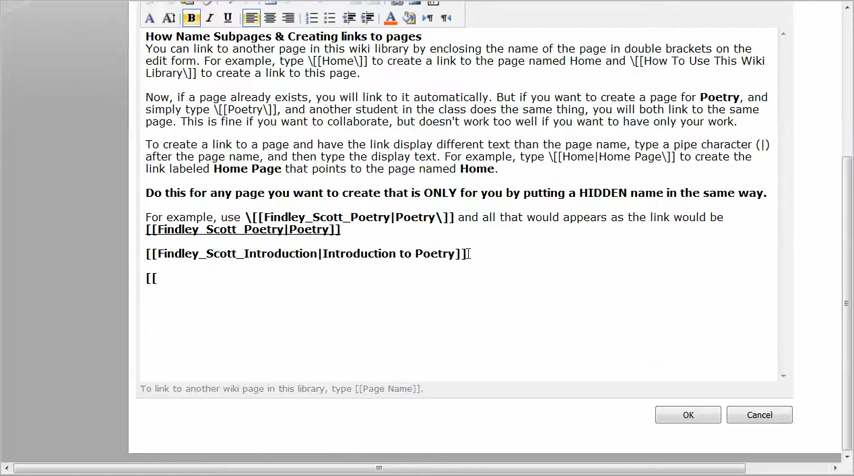 A A B I U A
How Name Subpages & Creating links to pages
You can link to another page in this wiki library by enclosing the name of the page in double brackets on the
edit form. For example, type \[[Home\]] to create a link to the page named Home and \[[How To Use This Wiki
Library\]] to create a link to this page.
Now, if a page already exists, you will link to it automatically. But if you want to create a page for Poetry, and
simply type \[[Poetry\]], and another student in the class does the same thing, you will both link to the same
page. This is fine if you want to collaborate, but doesn't work too well if you want to have only your work.
To create a link to a page and have the link display different text than the page name, type a pipe character (|)
after the page name, and then type the display text. For example, type \[[Home|Home Page\]] to create the
link labeled Home Page that points to the page named Home.
Do this for any page you want to create that is ONLY for you by putting a HIDDEN name in the same way.
For example, use \[[Findley_Scott_Poetry|Poetry\]] and all that would appears as the link would be
[[Findley_Scott_Poetry|Poetry]]
[[Findley_Scott_Introduction|Introduction to Poetry]]
[[
To link to another wiki page in this library, type [[Page Name]].
OK Cancel